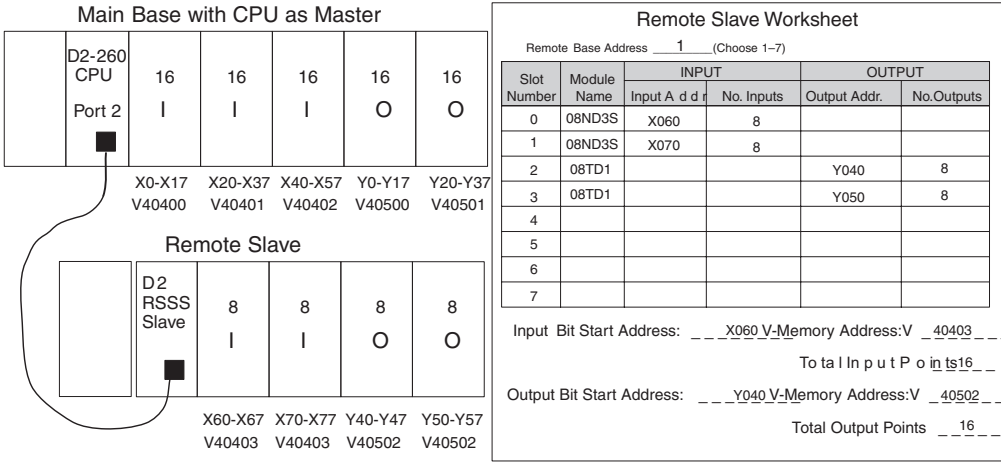 Main Base with CPU as Master
D2-260
CPU
Port 2
16 16 16 16 16
I I I O O
X0-X17 X20-X37 X40-X57 Y0-Y17 Y20-Y37
V40400 V40401 V40402 V40500 V40501
Remote Slave
D2
RSSS
Slave
8 8 8 8
I I O O
X60-X67 X70-X77 Y40-Y47 Y50-Y57
V40403 V40403 V40502 V40502
Remote Slave Worksheet
Remote Base Address 1 (Choose 1–7)
Slot Number Module Name INPUT OUTPUT
Input Addr No. Inputs Output Addr. No.Outputs
0 08ND3S X060 8
1 08ND3S X070 8
2 08TD1 Y040 8
3 08TD1 Y050 8
4
5
6
7
Input Bit Start Address: X060 V-Memory Address:V 40403
Total Input Points 16
Output Bit Start Address: Y040 V-Memory Address:V 40502
Total Output Points 16